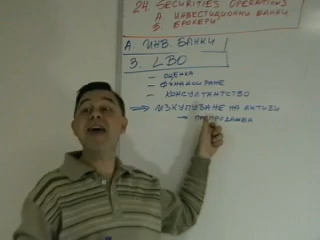 24. SECURITIES OPERATIONS
А. ИНВЕСТИЦИОННИ БАНКИ
Б. БРОКЕРИ
А. ИНВ. БАНКИ
3. LBO
— ОЦЕНКА
— ФИНАНСИРАНЕ
— КОНСУЛТАНТСТВО
⇒ ИЗКУПУВАНЕ НА АКТИВИ
→ ПРЕПРОДАЖБА